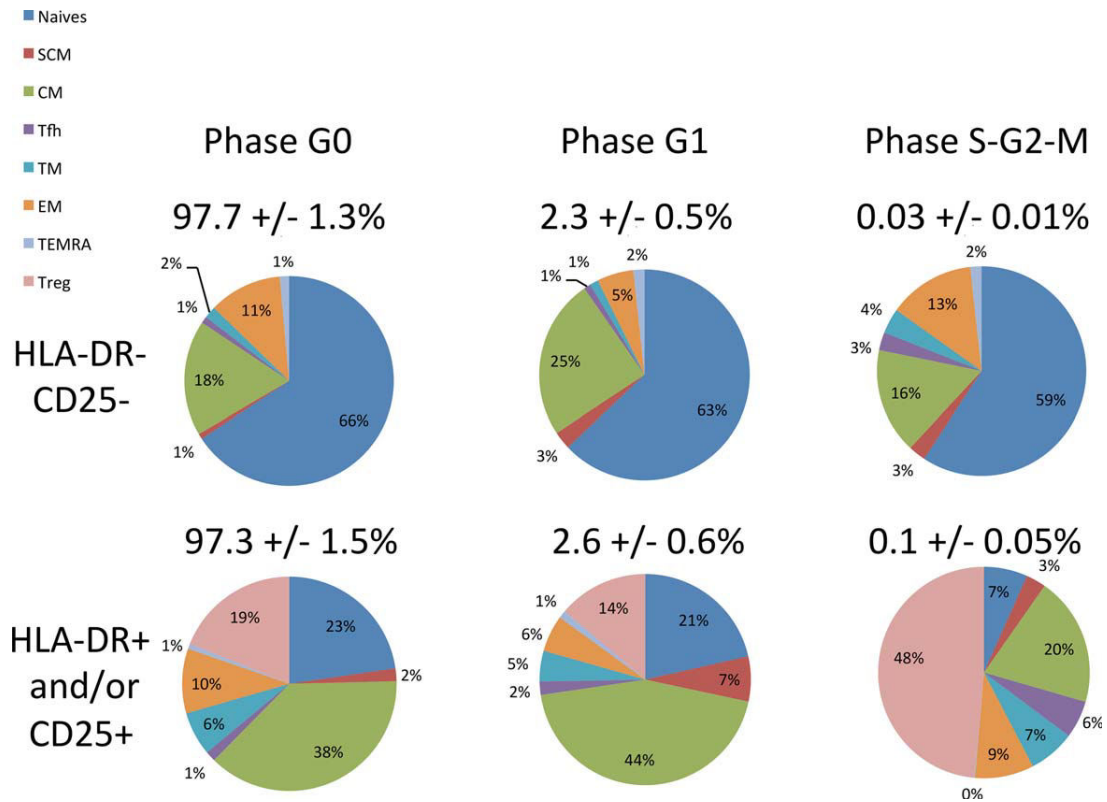 Naives
SCM
CM
Tfh
TM
EM
TEMRA
Treg
Phase G0
Phase G1
Phase S-G2-M
97.7 +/- 1.3%
2.3 +/- 0.5%
0.03 +/- 0.01%
HLA-DR-
CD25-
1%
2%
1%
11%
18%
1%
66%
2%
1%
1%
5%
25%
3%
63%
2%
13%
4%
3%
16%
3%
59%
97.3 +/- 1.5%
2.6 +/- 0.6%
0.1 +/- 0.05%
HLA-DR+
and/or
CD25+
19%
23%
1%
2%
10%
6%
1%
38%
14%
1%
21%
6%
5%
7%
2%
44%
3%
7%
20%
48%
6%
7%
9%
0%